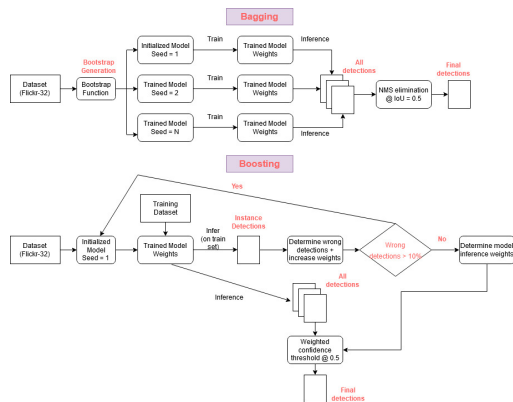 Bagging
Bootstrap
Generation
Initialized Model
Seed = 1
Train
Trained Model
Weights
Inference
All
detections
Final
detections
Dataset
(Flickr-32)
Bootstrap
Function
Trained Model
Seed = 2
Train
Trained Model
Weights
NMS elimination
@ IoU = 0.5
Trained Model
Seed = N
Train
Trained Model
Weights
Inference
Boosting
Yes
Training
Dataset
Infer
(on train
set)
Instance
Detections
Dataset
(Flickr-32)
Initialized Model
Seed = 1
Trained Model
Weights
Determine wrong
detections +
increase weights
Wrong
detections > 10%
No
Determine model
inference weights
Inference
All
detections
Weighted
confidence
threshold @ 0.5
Final
detections